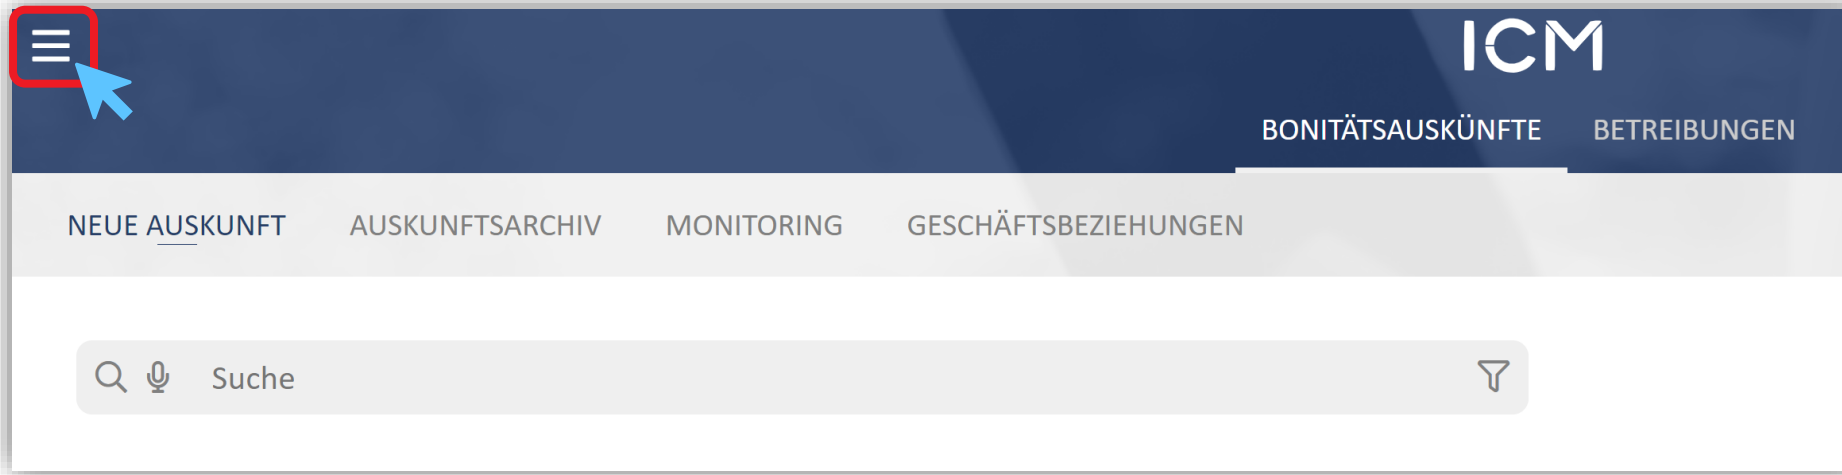 ICM
BONITÄTSAUSKÜNFTE BETREIBUNGEN
NEUE AUSKUNFT AUSKUNFTSARCHIV MONITORING GESCHÄFTSBEZIEHUNGEN
Suche